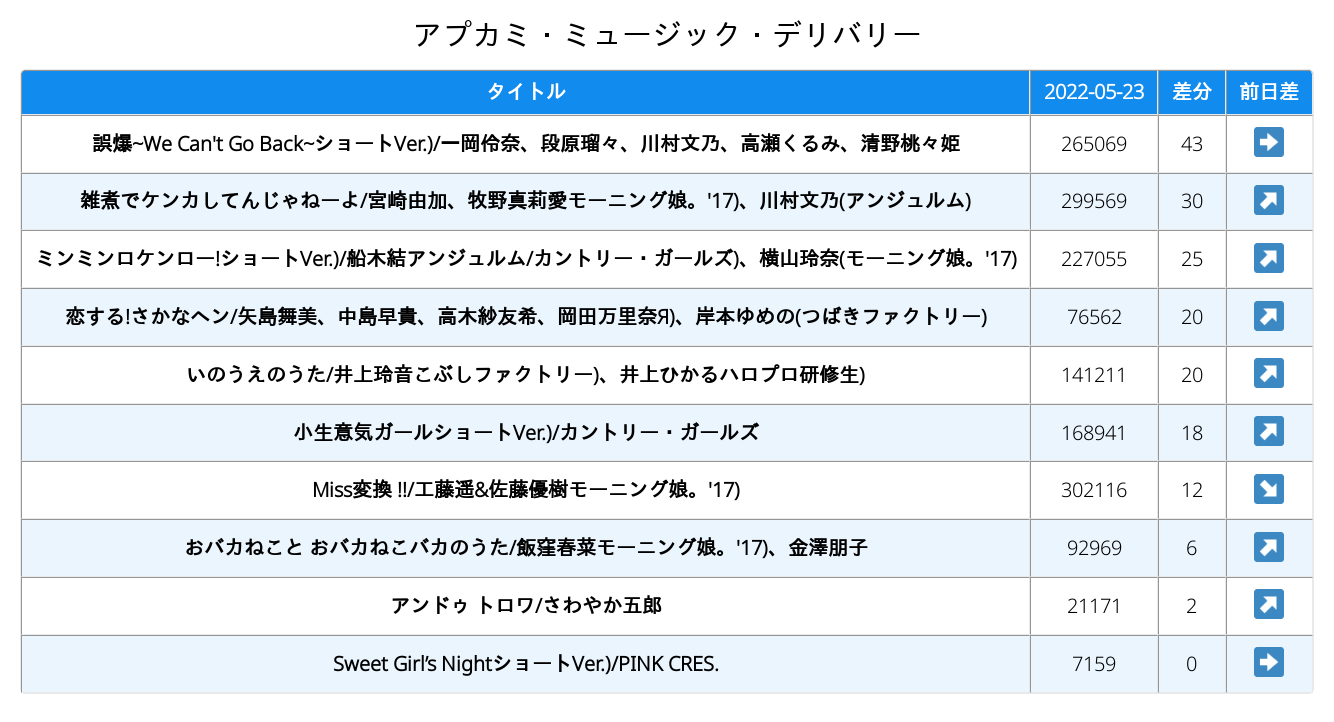 アプカミ・ミュージック・デリバリー
タイトル 2022-05-23 差分 前日差
誤爆~We Can't Go Back~ショートVer.)/一岡伶奈、段原瑠々、川村文乃、高瀬くるみ、清野桃々姫 265069 43
雑煮でケンカしてんじゃねーよ/宮崎由加、牧野真莉愛モーニング娘。'17)、川村文乃(アンジュルム) 299569 30
ミンミンロケンロー!ショートVer.)/船木結アンジュルム/カントリー・ガールズ)、横山玲奈(モーニング娘。'17) 227055 25
恋する!さかなヘン/矢島舞美、中島早貴、高木紗友希、岡田万里奈Я)、岸本ゆめの(つばきファクトリー) 76562 20
いのうえのうた/井上玲音こぶしファクトリー)、井上ひかるハロプロ研修生) 141211 20
小生意気ガールショートVer.)/カントリー・ガールズ 168941 18
Miss変換 !!/工藤遥&佐藤優樹モーニング娘。'17) 302116 12
おバカねこと おバカねこバカのうた/飯窪春菜モーニング娘。'17)、金澤朋子 92969 6
アンドゥ トロワ/さわやか五郎 21171 2
Sweet Girl’s NightショートVer.)/PINK CRES. 7159 0